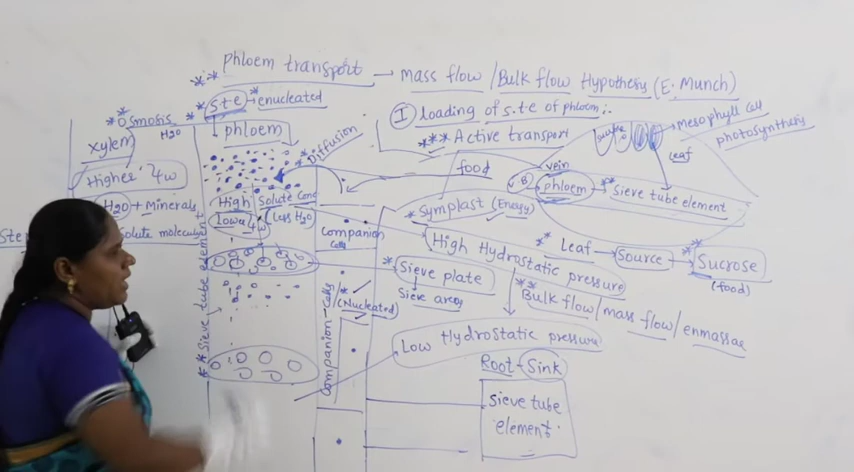 ** Phloem transport → Mass flow / Bulk flow Hypothesis (E. Munch)
** s.t.e * enucleated
* Osmosis
H2O
phloem
xylem
Higher ψw
H2O + Minerals
Ste solute molecule
** Sieve tube element
* Diffusion
High Solute Conc
Lower ψw (Less H2O)
Companion
Cells
I loading of s.t.e of phloem :-
*** Active transport
food
vein
phloem * Sieve tube element
sucrose
Leaf
Mesophyll cell
photosynthesis
* Symplast (Energy)
* High Hydrostatic pressure
** Leaf → Source → ** Sucrose
(food)
* Sieve plate
Sieve areas
** Bulk flow / mass flow / enmassae
* (Nucleated)
Companion - Cells
Low Hydrostatic pressure
Root - Sink
Sieve tube
element